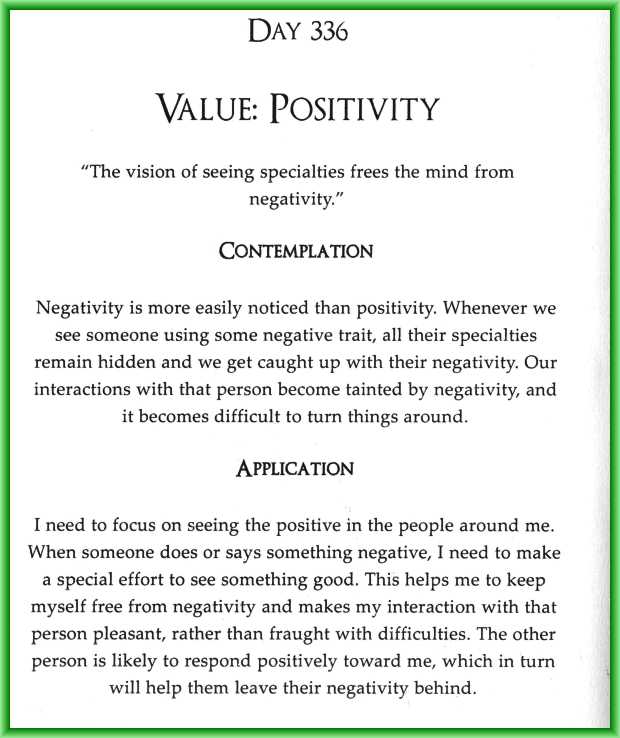 DAY 336
VALUE: POSITIVITY
“The vision of seeing specialties frees the mind from
negativity.”
CONTEMPLATION
Negativity is more easily noticed than positivity. Whenever we
see someone using some negative trait, all their specialties
remain hidden and we get caught up with their negativity. Our
interactions with that person become tainted by negativity, and
it becomes difficult to turn things around.
APPLICATION
I need to focus on seeing the positive in the people around me.
When someone does or says something negative, I need to make
a special effort to see something good. This helps me to keep
myself free from negativity and makes my interaction with that
person pleasant, rather than fraught with difficulties. The other
person is likely to respond positively toward me, which in turn
will help them leave their negativity behind.